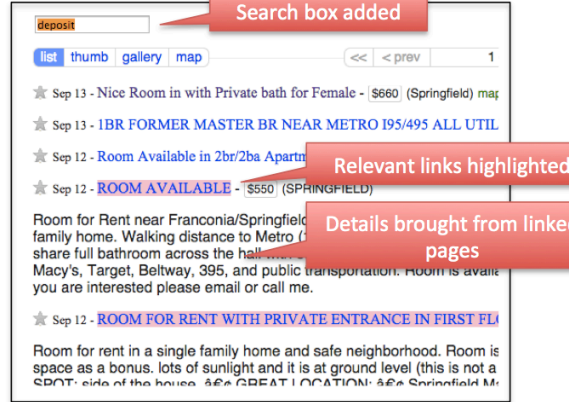 Search box added
deposit
list thumb gallery map << < prev 1
Sep 13 - Nice Room in with Private bath for Female - $660 (Springfield) map
Sep 13 - 1BR FORMER MASTER BR NEAR METRO I95/495 ALL UTIL
Sep 12 - Room Available in 2br/2ba Apartm
Relevant links highlighted
Sep 12 - ROOM AVAILABLE - $550 (SPRINGFIELD)
Room for Rent near Franconia/Springfield
Details brought from linked
pages
family home. Walking distance to Metro (
share full bathroom across the hall
Macy's, Target, Beltway, 395, and public transportation. Room is availa
you are interested please email or call me.
Sep 12 - ROOM FOR RENT WITH PRIVATE ENTRANCE IN FIRST FLO
Room for rent in a single family home and safe neighborhood. Room is
space as a bonus. lots of sunlight and it is at ground level (this is not a
SPOT: side of the house. â€¢ GREAT LOCATION: â€¢ Springfield Ma